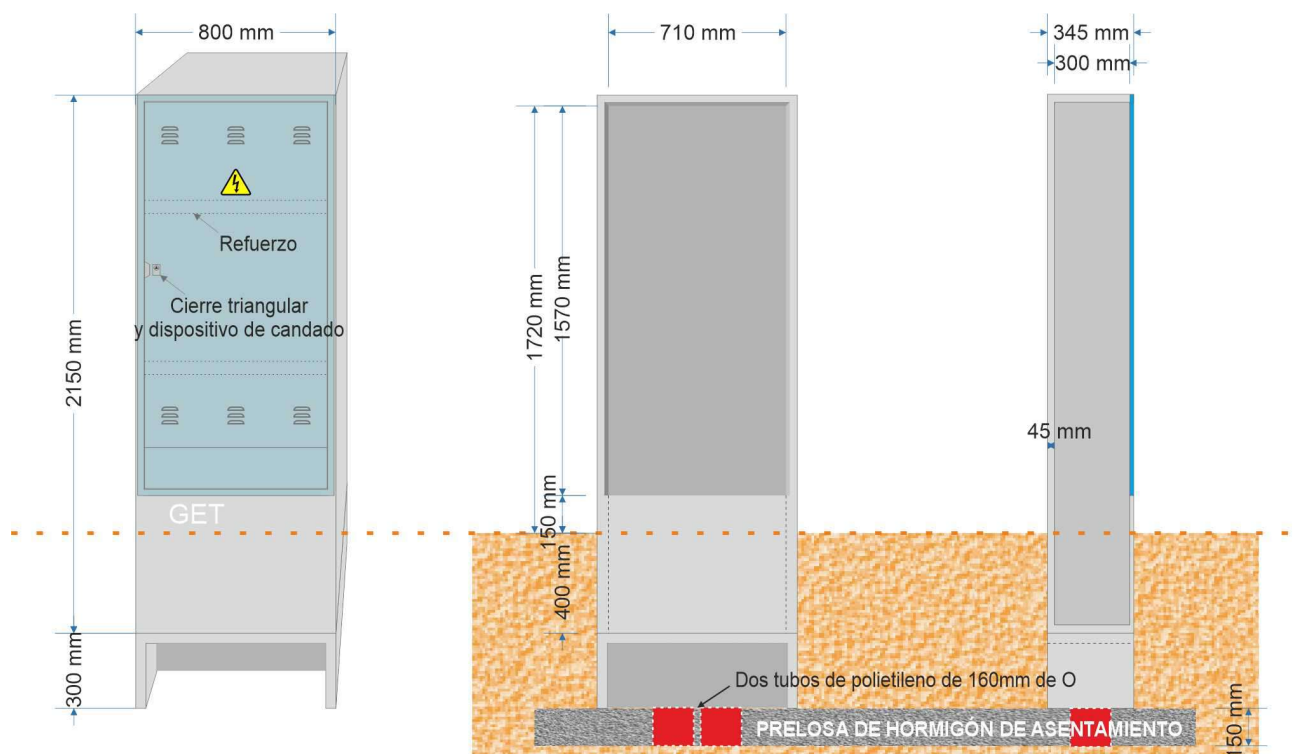 800 mm
710 mm
345 mm
300 mm
Refuerzo
Cierre triangular
y dispositivo de candado
2150 mm
1720 mm
1570 mm
45 mm
150 mm
GET
400 mm
300 mm
Dos tubos de polietileno de 160mm de O
PRELOSA DE HORMIGÓN DE ASENTAMIENTO
50 mm